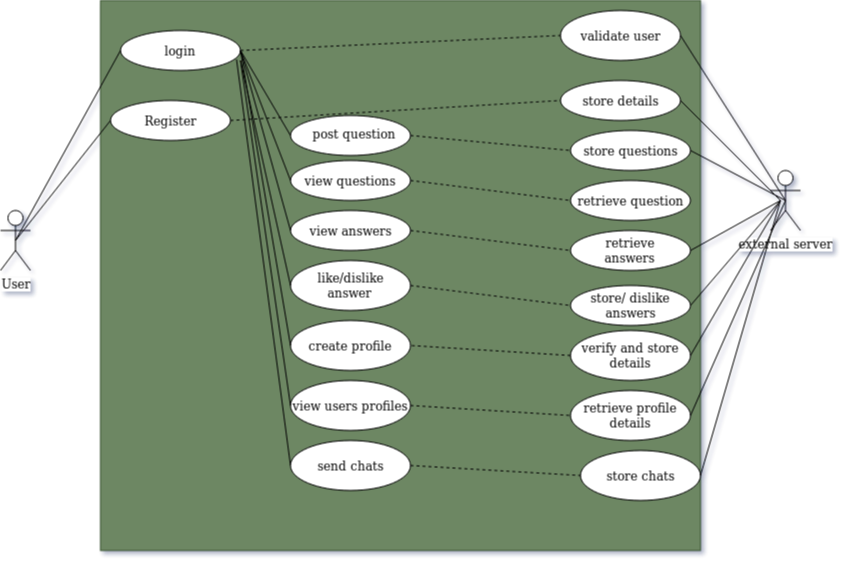 login
validate user
Register
store details
post question
store questions
view questions
retrieve question
view answers
retrieve
answers
like/dislike
answer
store/ dislike
answers
create profile
verify and store
details
view users profiles
retrieve profile
details
send chats
store chats
User
external server